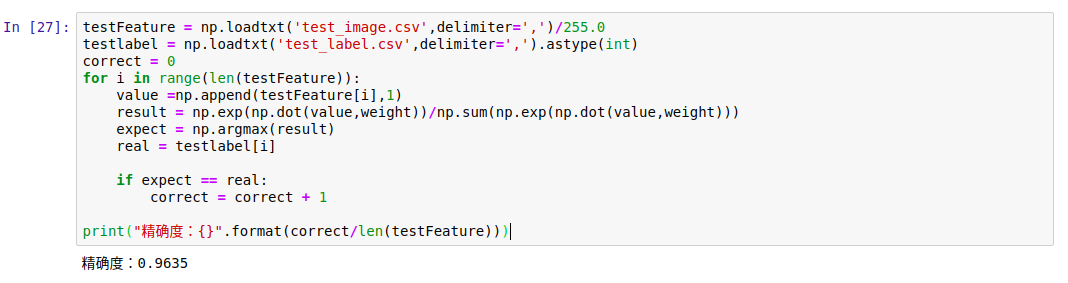 In [27]: testFeature = np.loadtxt('test_image.csv',delimiter=',')/255.0
testlabel = np.loadtxt('test_label.csv',delimiter=',').astype(int)
correct = 0
for i in range(len(testFeature)):
    value =np.append(testFeature[i],1)
    result = np.exp(np.dot(value,weight))/np.sum(np.exp(np.dot(value,weight)))
    expect = np.argmax(result)
    real = testlabel[i]
    if expect == real:
        correct = correct + 1
print("精确度：{}".format(correct/len(testFeature)))
精确度：0.9635